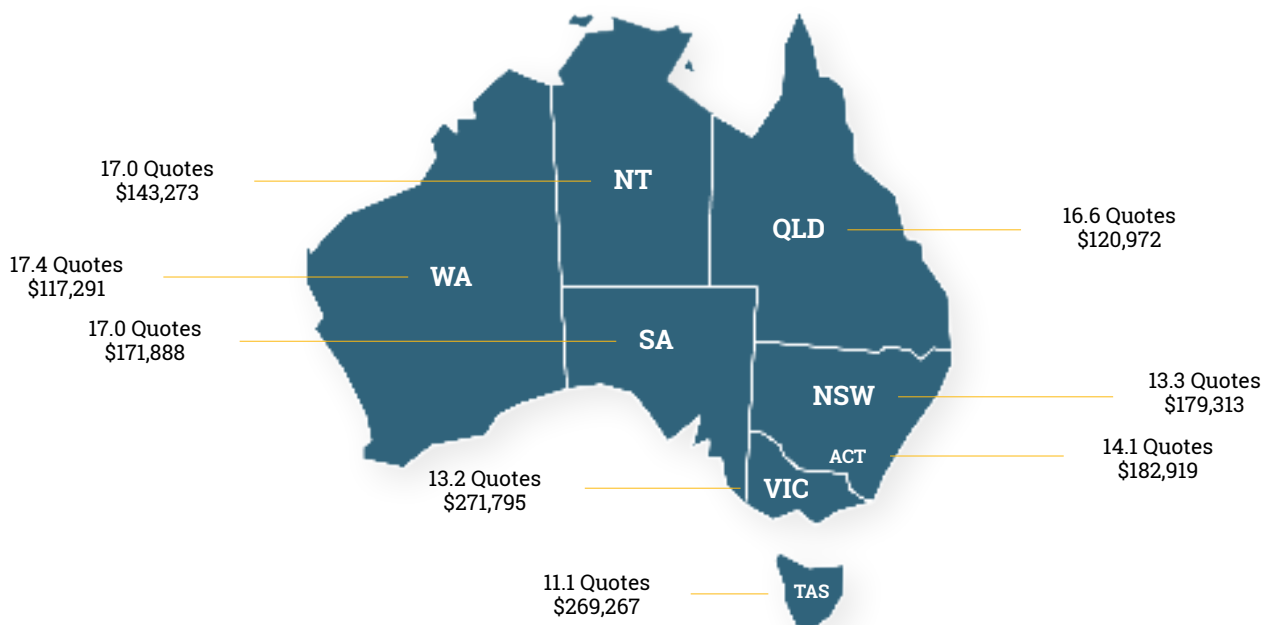 17.0 Quotes
$143,273
NT
QLD
16.6 Quotes
$120,972
17.4 Quotes
$117,291
WA
17.0 Quotes
$171,888
SA
NSW
13.3 Quotes
$179,313
ACT
14.1 Quotes
$182,919
13.2 Quotes
$271,795
VIC
11.1 Quotes
$269,267
TAS